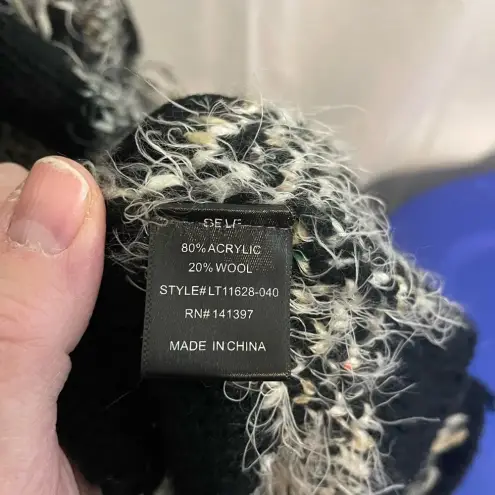 SELF
80% ACRYLIC
20% WOOL
STYLE# LT11628-040
RN# 141397
MADE IN CHINA